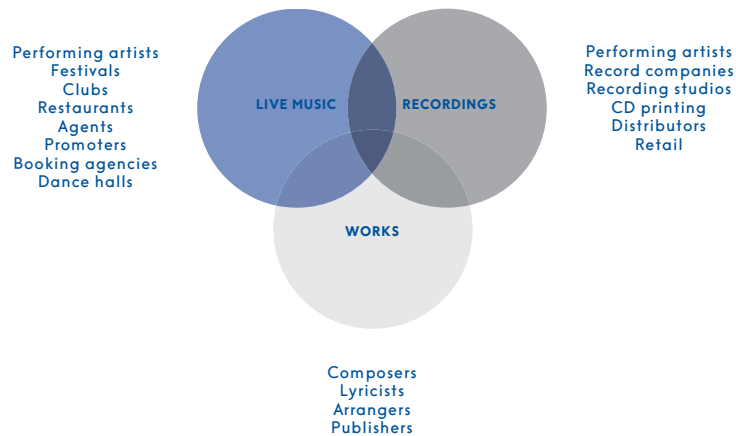 Performing artists
Festivals
Clubs
Restaurants
Agents
Promoters
Booking agencies
Dance halls
LIVE MUSIC
RECORDINGS
Performing artists
Record companies
Recording studios
CD printing
Distributors
Retail
WORKS
Composers
Lyricists
Arrangers
Publishers